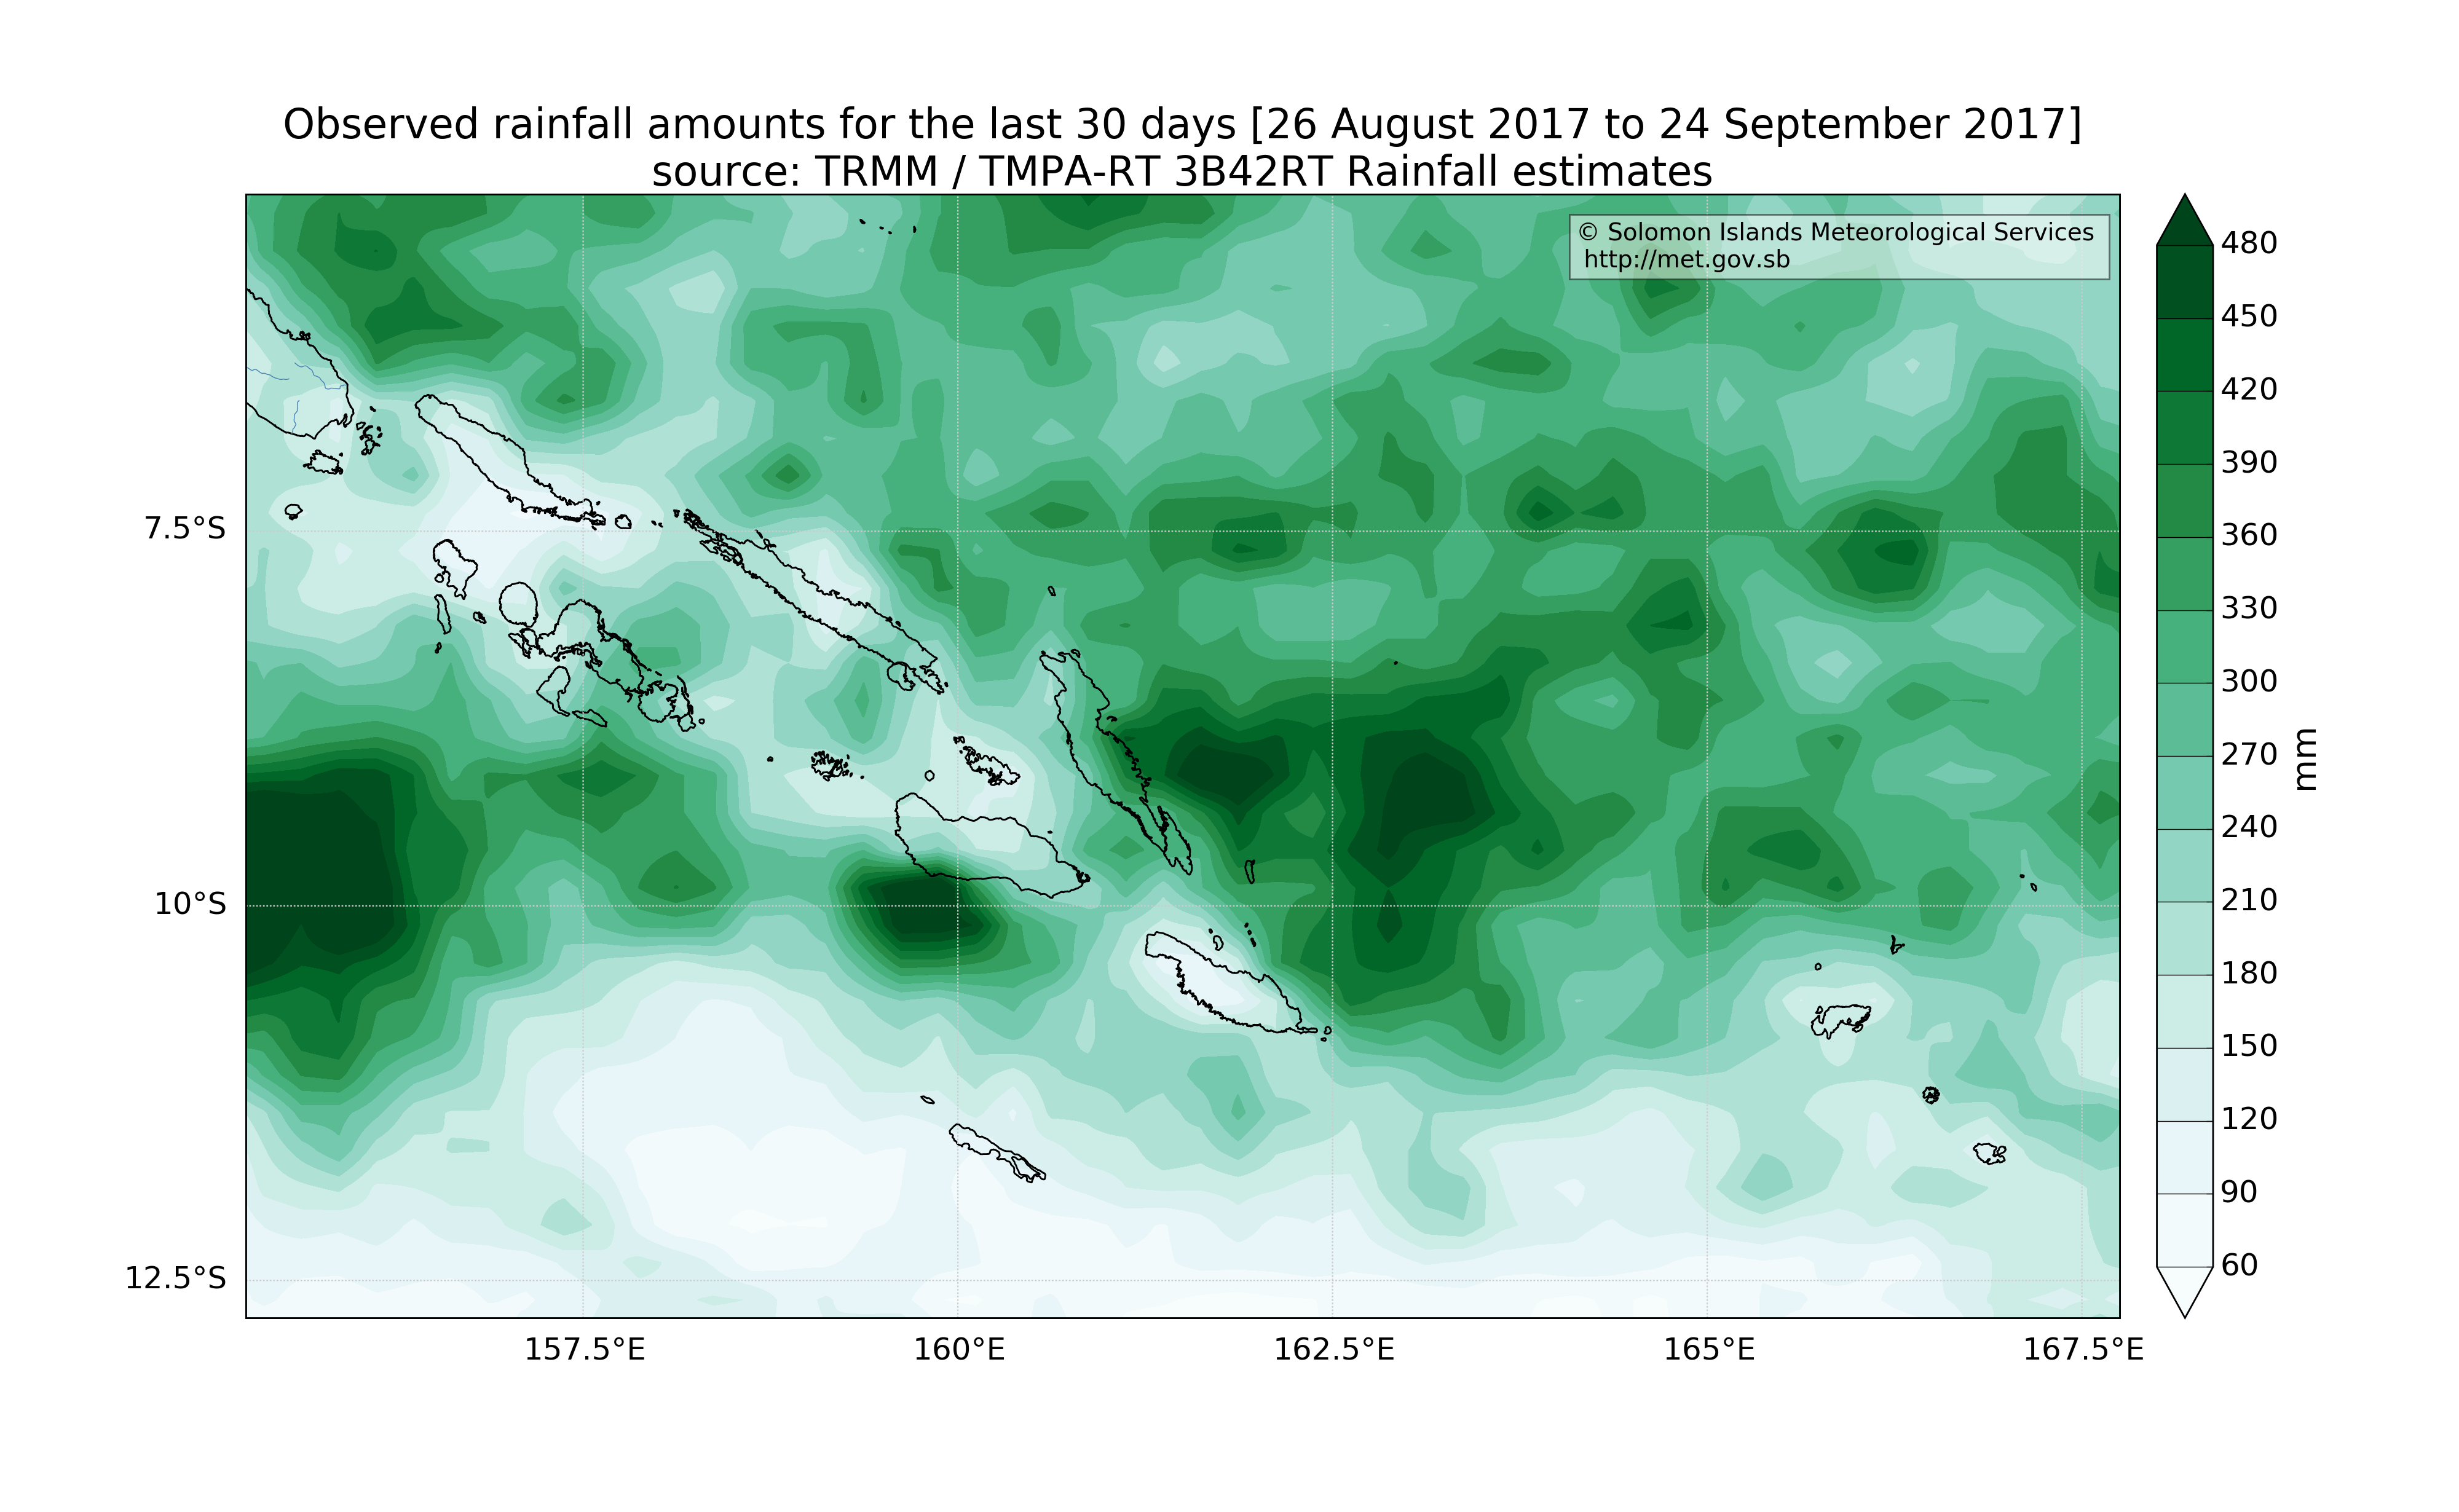 Observed rainfall amounts for the last 30 days [26 August 2017 to 24 September 2017]
source: TRMM / TMPA-RT 3B42RT Rainfall estimates
© Solomon Islands Meteorological Services
http://met.gov.sb
7.5°S
10°S
12.5°S
157.5°E
160°E
162.5°E
165°E
167.5°E
480
450
420
390
360
330
300
270
240
210
180
150
120
90
60
mm